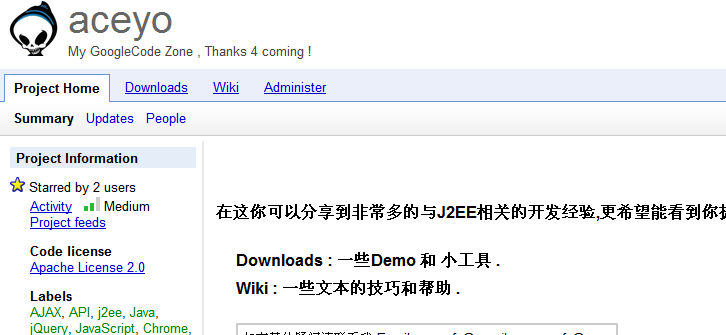 aceyo
My GoogleCode Zone , Thanks 4 coming !
Project Home Downloads Wiki Administer
Summary Updates People
Project Information
Starred by 2 users
Activity Medium
Project feeds
Code license
Apache License 2.0
Labels
AJAX, API, j2ee, Java,
jQuery, JavaScript, Chrome,
在这你可以分享到非常多的与J2EE相关的开发经验,更希望能看到你
Downloads : 一些Demo 和 小工具 .
Wiki : 一些文本的技巧和帮助 .